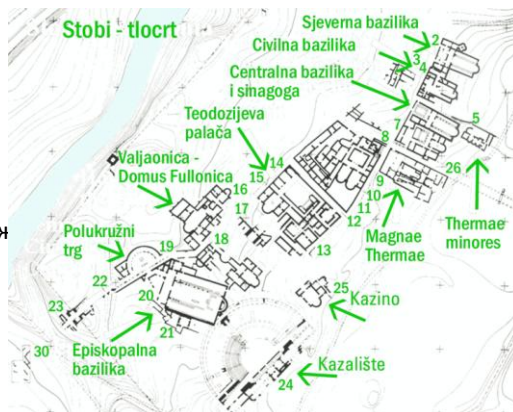 Stobi - tlocrt
Sjeverna bazilika
2
Civilna bazilika
3
4
Centralna bazilika
i sinagoga
5
Teodozijeva
palača
7
8
Valjaonica -
Domus Fullonica
14
15
16
9
26
10
11
17
12
Magnae
Thermae
Thermae
minores
Polukružni
trg
19
18
13
22
20
25
Kazino
23
21
30
Episkopalna
bazilika
Kazalište
24